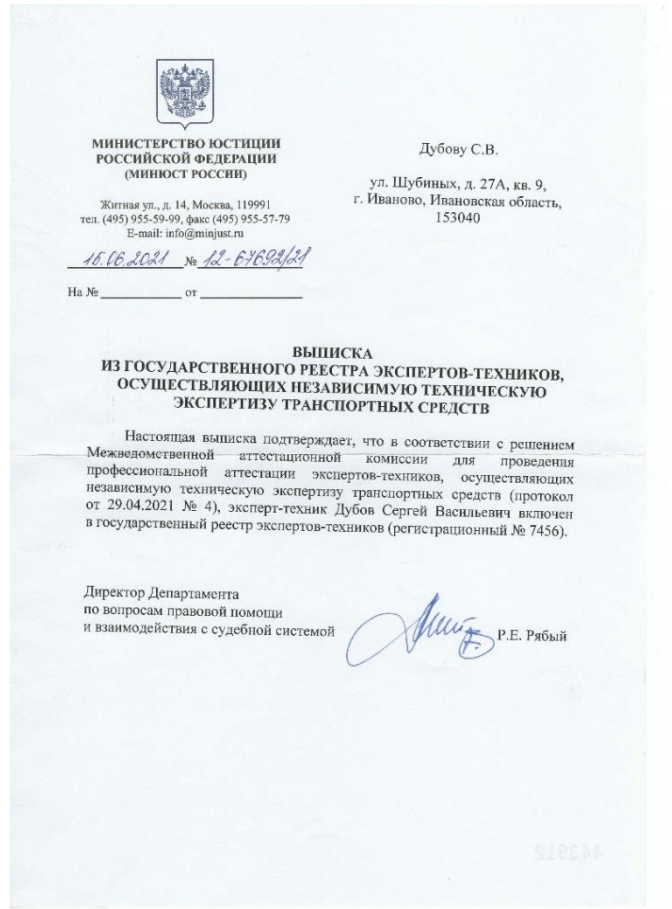 МИНИСТЕРСТВО ЮСТИЦИИ
РОССИЙСКОЙ ФЕДЕРАЦИИ
(МИНЮСТ РОССИИ)
Житная ул., д. 14, Москва, 119991
тел. (495) 955-59-99, факс (495) 955-57-79
E-mail: info@minjust.ru
15.06.2021 № 12-67692/21
На № ____________ от ____________
Дубову С.В.
ул. Шубиных, д. 27А, кв. 9,
г. Иваново, Ивановская область,
153040
ВЫПИСКА
ИЗ ГОСУДАРСТВЕННОГО РЕЕСТРА ЭКСПЕРТОВ-ТЕХНИКОВ,
ОСУЩЕСТВЛЯЮЩИХ НЕЗАВИСИМУЮ ТЕХНИЧЕСКУЮ
ЭКСПЕРТИЗУ ТРАНСПОРТНЫХ СРЕДСТВ
Настоящая выписка подтверждает, что в соответствии с решением
Межведомственной аттестационной комиссии для проведения
профессиональной аттестации экспертов-техников, осуществляющих
независимую техническую экспертизу транспортных средств (протокол
от 29.04.2021 № 4), эксперт-техник Дубов Сергей Васильевич включен
в государственный реестр экспертов-техников (регистрационный № 7456).
Директор Департамента
по вопросам правовой помощи
и взаимодействия с судебной системой
Р.Е. Рябый
443912